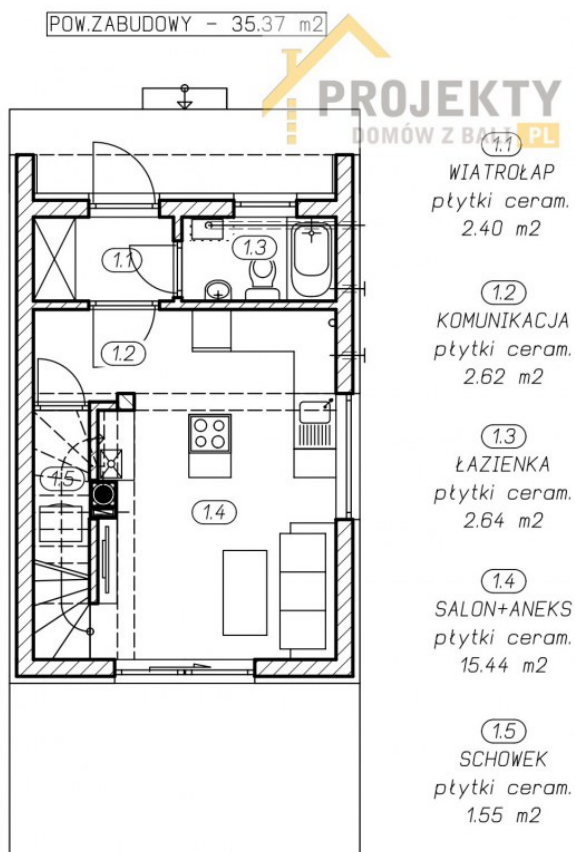 POW.ZABUDOWY - 35.37 m2
PROJEKTY
DOMÓW Z BALI PL
1.1
WIATROŁAP
płytki ceram.
2.40 m2
1.2
KOMUNIKACJA
płytki ceram.
2.62 m2
1.3
ŁAZIENKA
płytki ceram.
2.64 m2
1.4
SALON+ANEKS
płytki ceram.
15.44 m2
1.5
SCHOWEK
płytki ceram.
1.55 m2
1.1
1.3
1.2
1.5
1.4